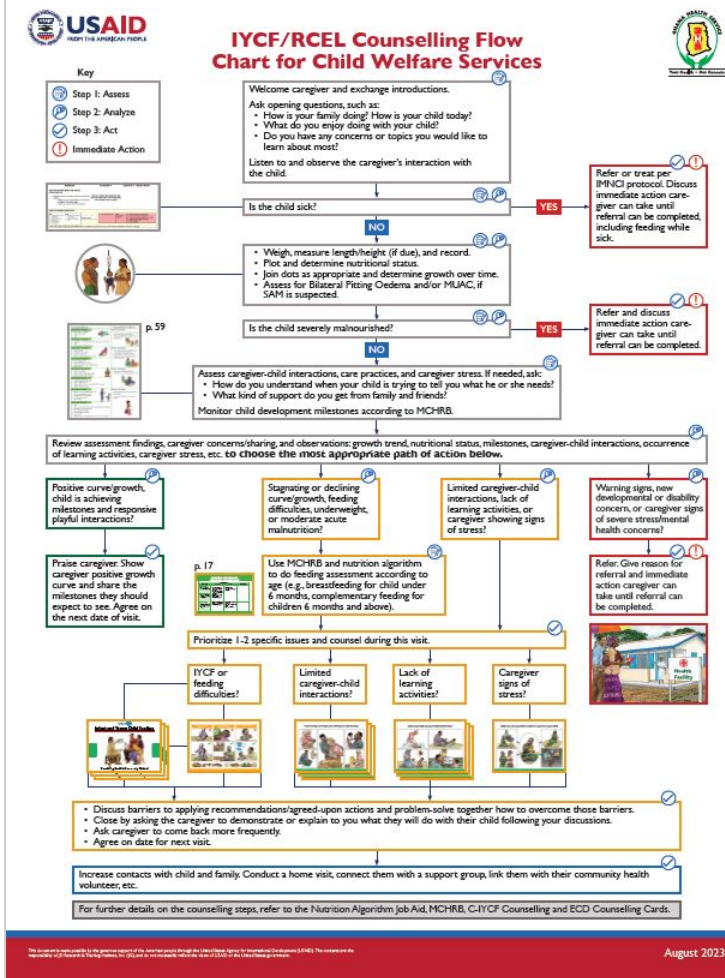 USAID
FROM THE AMERICAN PEOPLE
IYCF/RCEL Counselling Flow
Chart for Child Welfare Services
GHANA HEALTH SERVICE
Key
Step 1: Assess
Step 2: Analyze
Step 3: Act
Immediate Action
Welcome caregiver and exchange introductions.
Ask opening questions, such as:
• How is your family doing? How is your child today?
• What do you enjoy doing with your child?
• Do you have any concerns or topics you would like to
learn about most?
Listen to and observe the caregiver's interaction with
the child.
Is the child sick?
YES
Refer or treat per
IMNCI protocol. Discuss
immediate action care-
giver can take until
referral can be completed,
including feeding while
sick.
NO
• Weigh, measure length/height (if due), and record.
• Plot and determine nutritional status.
• Join dots as appropriate and determine growth over time.
• Assess for Bilateral Pitting Oedema and/or MUAC, if
SAM is suspected.
p. 59
Is the child severely malnourished?
YES
Refer and discuss
immediate action care-
giver can take until
referral can be completed.
NO
Assess caregiver-child interactions, care practices, and caregiver stress. If needed, ask:
• How do you understand when your child is trying to tell you what he or she needs?
• What kind of support do you get from family and friends?
Monitor child development milestones according to MCHRB.
Review assessment findings, caregiver concerns/sharing, and observations: growth trend, nutritional status, milestones, caregiver-child interactions, occurrence
of learning activities, caregiver stress, etc. to choose the most appropriate path of action below.
Positive curve/growth,
child is achieving
milestones and responsive
playful interactions?
Stagnating or declining
curve/growth, feeding
difficulties, underweight,
or moderate acute
malnutrition?
Limited caregiver-child
interactions, lack of
learning activities, or
caregiver showing signs
of stress?
Warning signs, new
developmental or disability
concern, or caregiver signs
of severe stress/mental
health concerns?
Praise caregiver. Show
caregiver positive growth
curve and share the
milestones they should
expect to see. Agree on
the next date of visit.
p. 17
Use MCHRB and nutrition algorithm
to do feeding assessment according to
age (e.g., breastfeeding for child under
6 months, complementary feeding for
children 6 months and above).
Refer. Give reason for
referral and immediate
action caregiver can
take until referral can
be completed.
Prioritize 1-2 specific issues and counsel during this visit.
IYCF or
feeding
difficulties?
Limited
caregiver-child
interactions?
Lack of
learning
activities?
Caregiver
signs of
stress?
Health
Facility
• Discuss barriers to applying recommendations/agreed-upon actions and problem-solve together how to overcome those barriers.
• Close by asking the caregiver to demonstrate or explain to you what they will do with their child following your discussions.
• Ask caregiver to come back more frequently.
• Agree on date for next visit.
Increase contacts with child and family. Conduct a home visit, connect them with a support group, link them with their community health
volunteer, etc.
For further details on the counselling steps, refer to the Nutrition Algorithm Job Aid, MCHRB, C-IYCF Counselling and ECD Counselling Cards.
August 2023